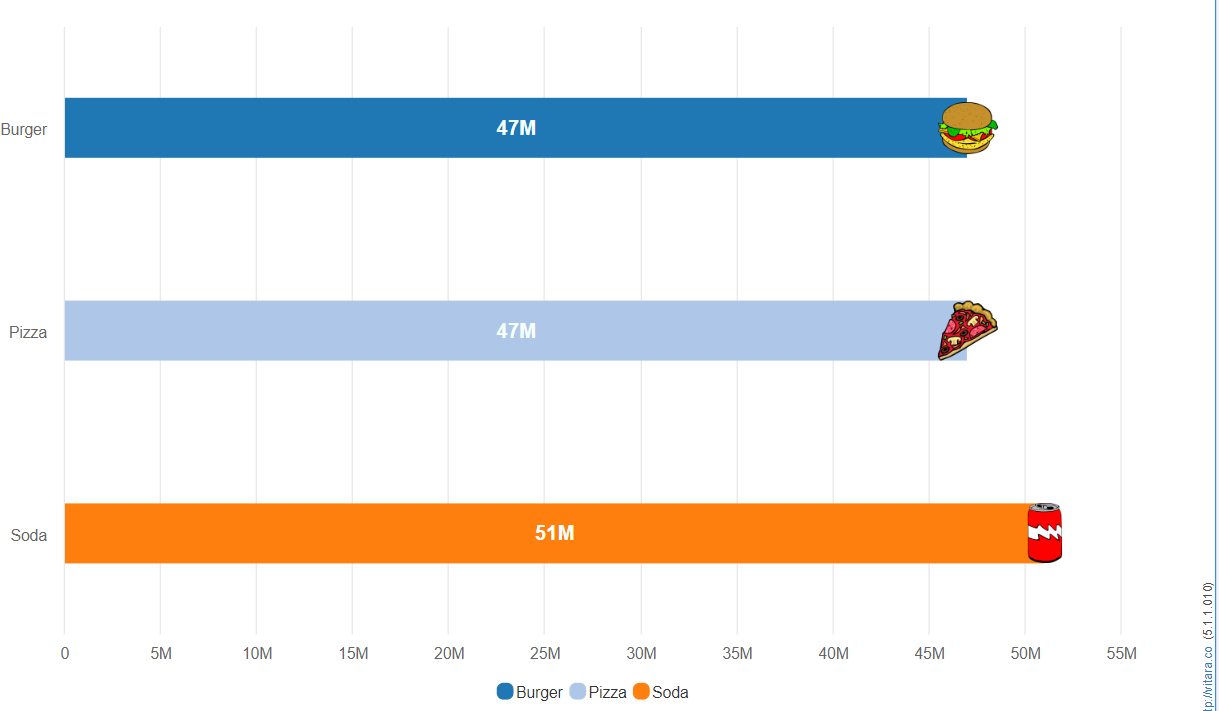 Burger
47M
Pizza
47M
Soda
51M
0 5M 10M 15M 20M 25M 30M 35M 40M 45M 50M 55M
Burger Pizza Soda
tp://vitara.co (5.1.1.010)